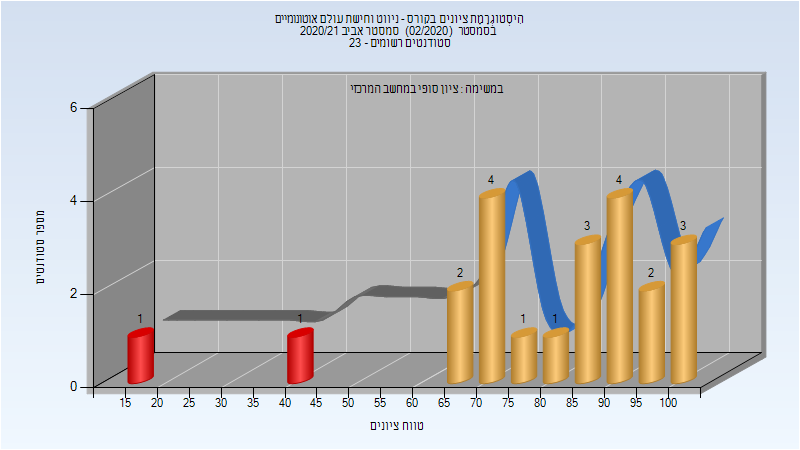 היסטוגרמת ציונים בקורס - ניווט וחישת עולם אוטונומיים
בסמסטר (02/2020) סמסטר אביב 2020/21
סטודנטים רשומים - 23
במשימה : ציון סופי במחשב המרכזי
6
4
2
0
מספר סטודנטים
1 1 2 4 1 1 3 4 2 3
15 20 25 30 35 40 45 50 55 60 65 70 75 80 85 90 95 100
טווח ציונים